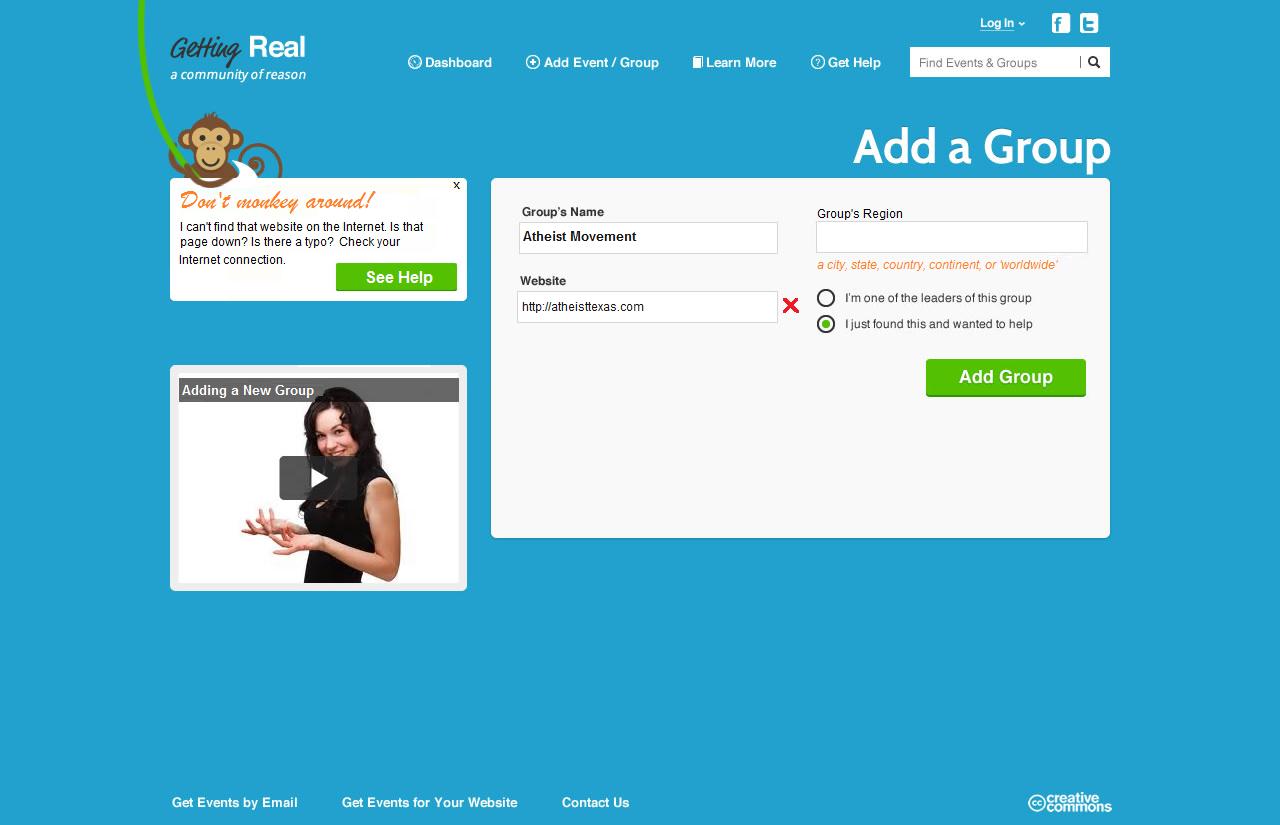 Log In
f t
Getting Real
a community of reason
Dashboard
Add Event / Group
Learn More
? Get Help
Find Events & Groups
Add a Group
x
Don't monkey around!
I can't find that website on the Internet. Is that
page down? Is there a typo? Check your
Internet connection.
See Help
Adding a New Group
Group's Name
Atheist Movement
Website
http://atheisttexas.com
Group's Region
a city, state, country, continent, or 'worldwide'
I'm one of the leaders of this group
I just found this and wanted to help
Add Group
Get Events by Email
Get Events for Your Website
Contact Us
cc creative
commons